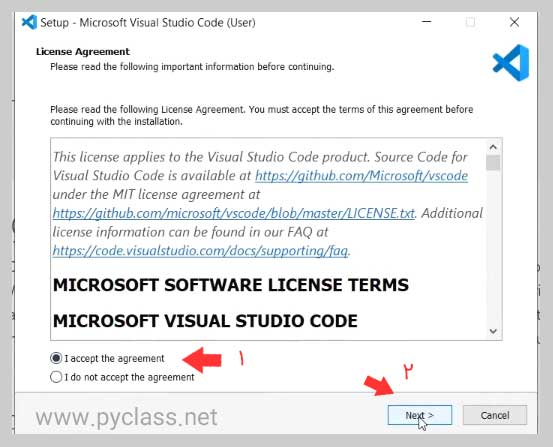 Setup - Microsoft Visual Studio Code (User)
License Agreement
Please read the following important information before continuing.
Please read the following License Agreement. You must accept the terms of this agreement before
continuing with the installation.
This license applies to the Visual Studio Code product. Source Code for
Visual Studio Code is available at https://github.com/Microsoft/vscode
under the MIT license agreement at
https://github.com/microsoft/vscode/blob/master/LICENSE.txt. Additional
license information can be found in our FAQ at
https://code.visualstudio.com/docs/supporting/faq.
MICROSOFT SOFTWARE LICENSE TERMS
MICROSOFT VISUAL STUDIO CODE
I accept the agreement
۱
I do not accept the agreement
۲
www.pyclass.net
Next >
Cancel